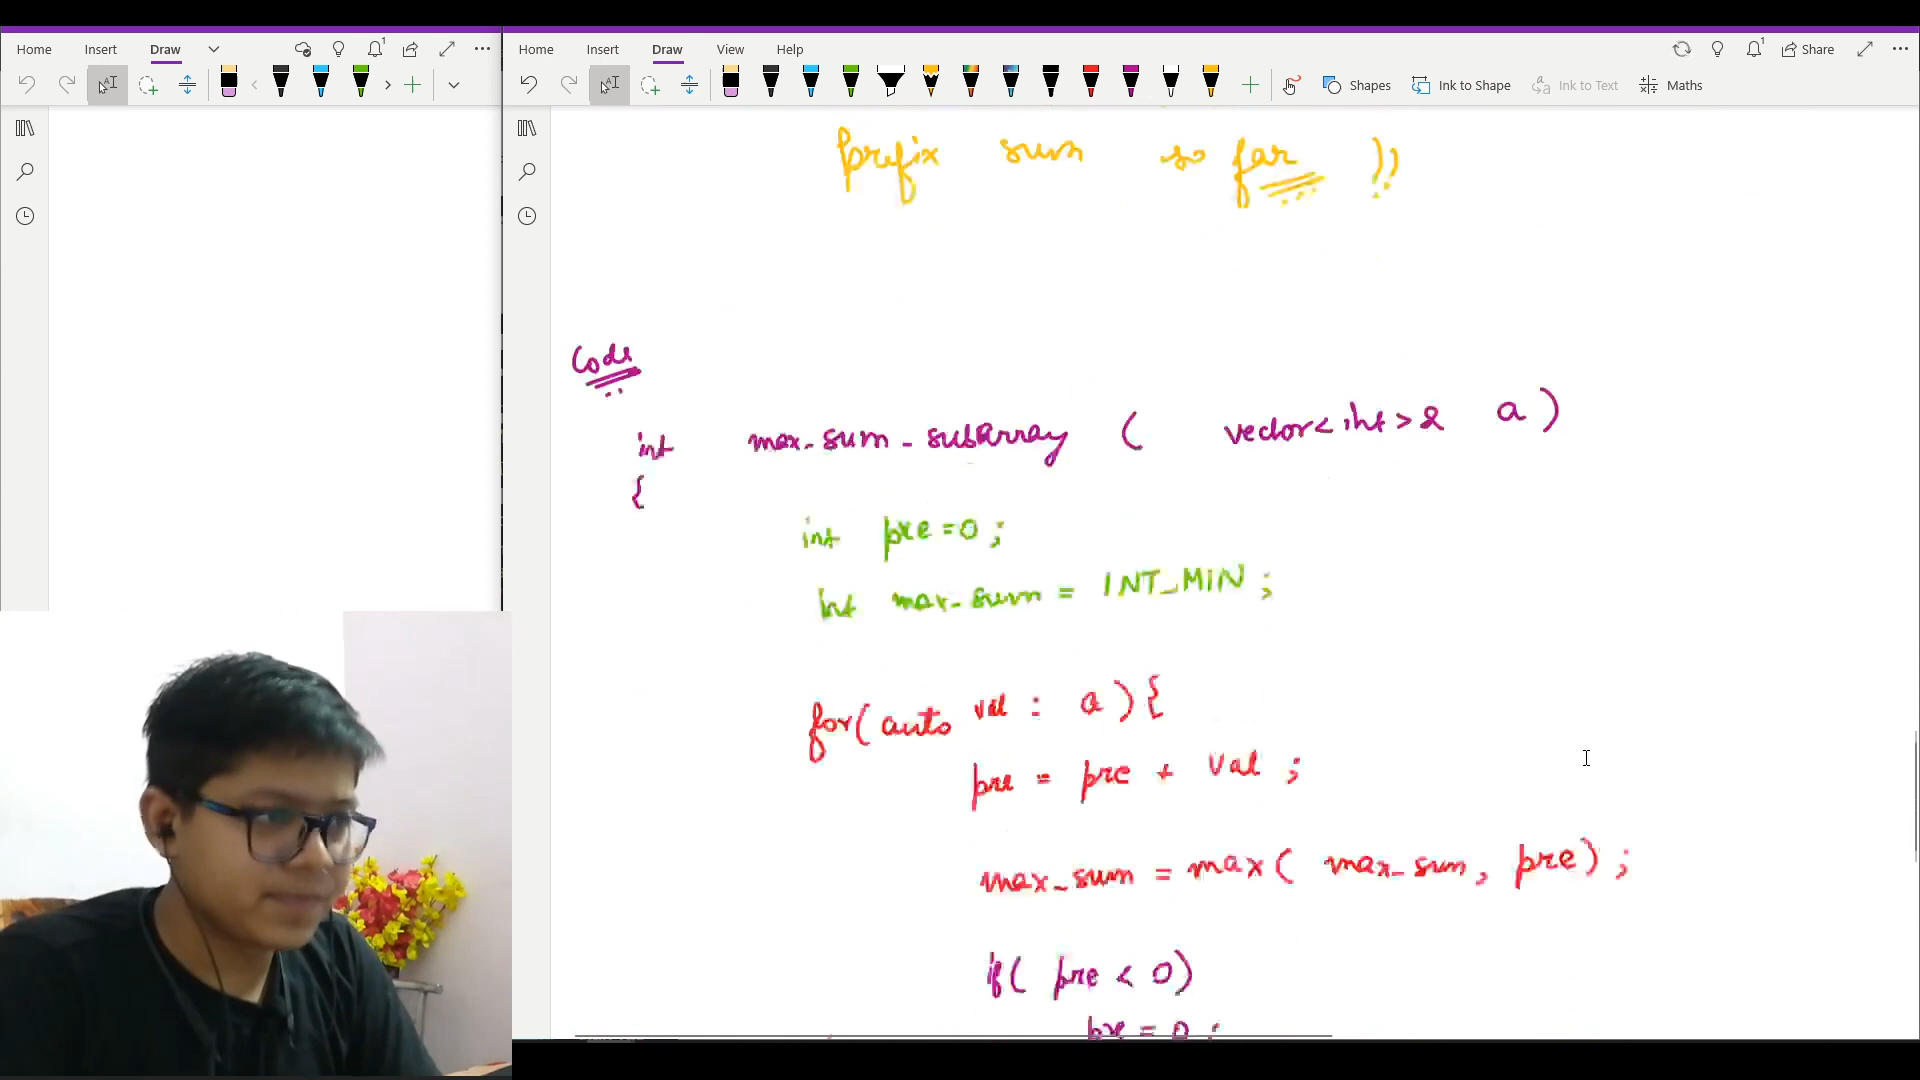 Home Insert Draw
Home Insert Draw View Help Share
Shapes Ink to Shape Ink to Text Maths
prefix sum so far !!
Code
int max_sum_subarray ( vector<int>& a )
{
int pre = 0 ;
int max_sum = INT_MIN ;
for( auto val : a ) {
pre = pre + val ;
max_sum = max( max_sum, pre) ;
if( pre < 0)
pre = 0 ;